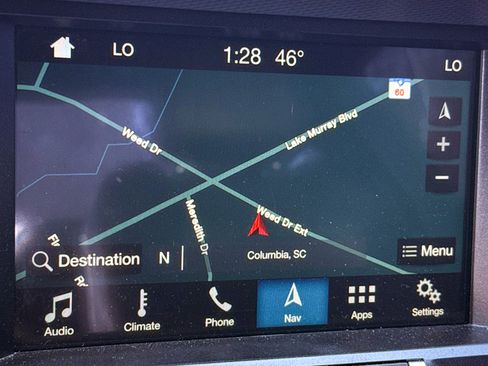 LO 1:28 46° LO
60
Lake Murray Blvd
Weed Dr
Meredith Dr
Weed Dr Ext
Columbia, SC
Destination N Menu
Audio Climate Phone Nav Apps Settings